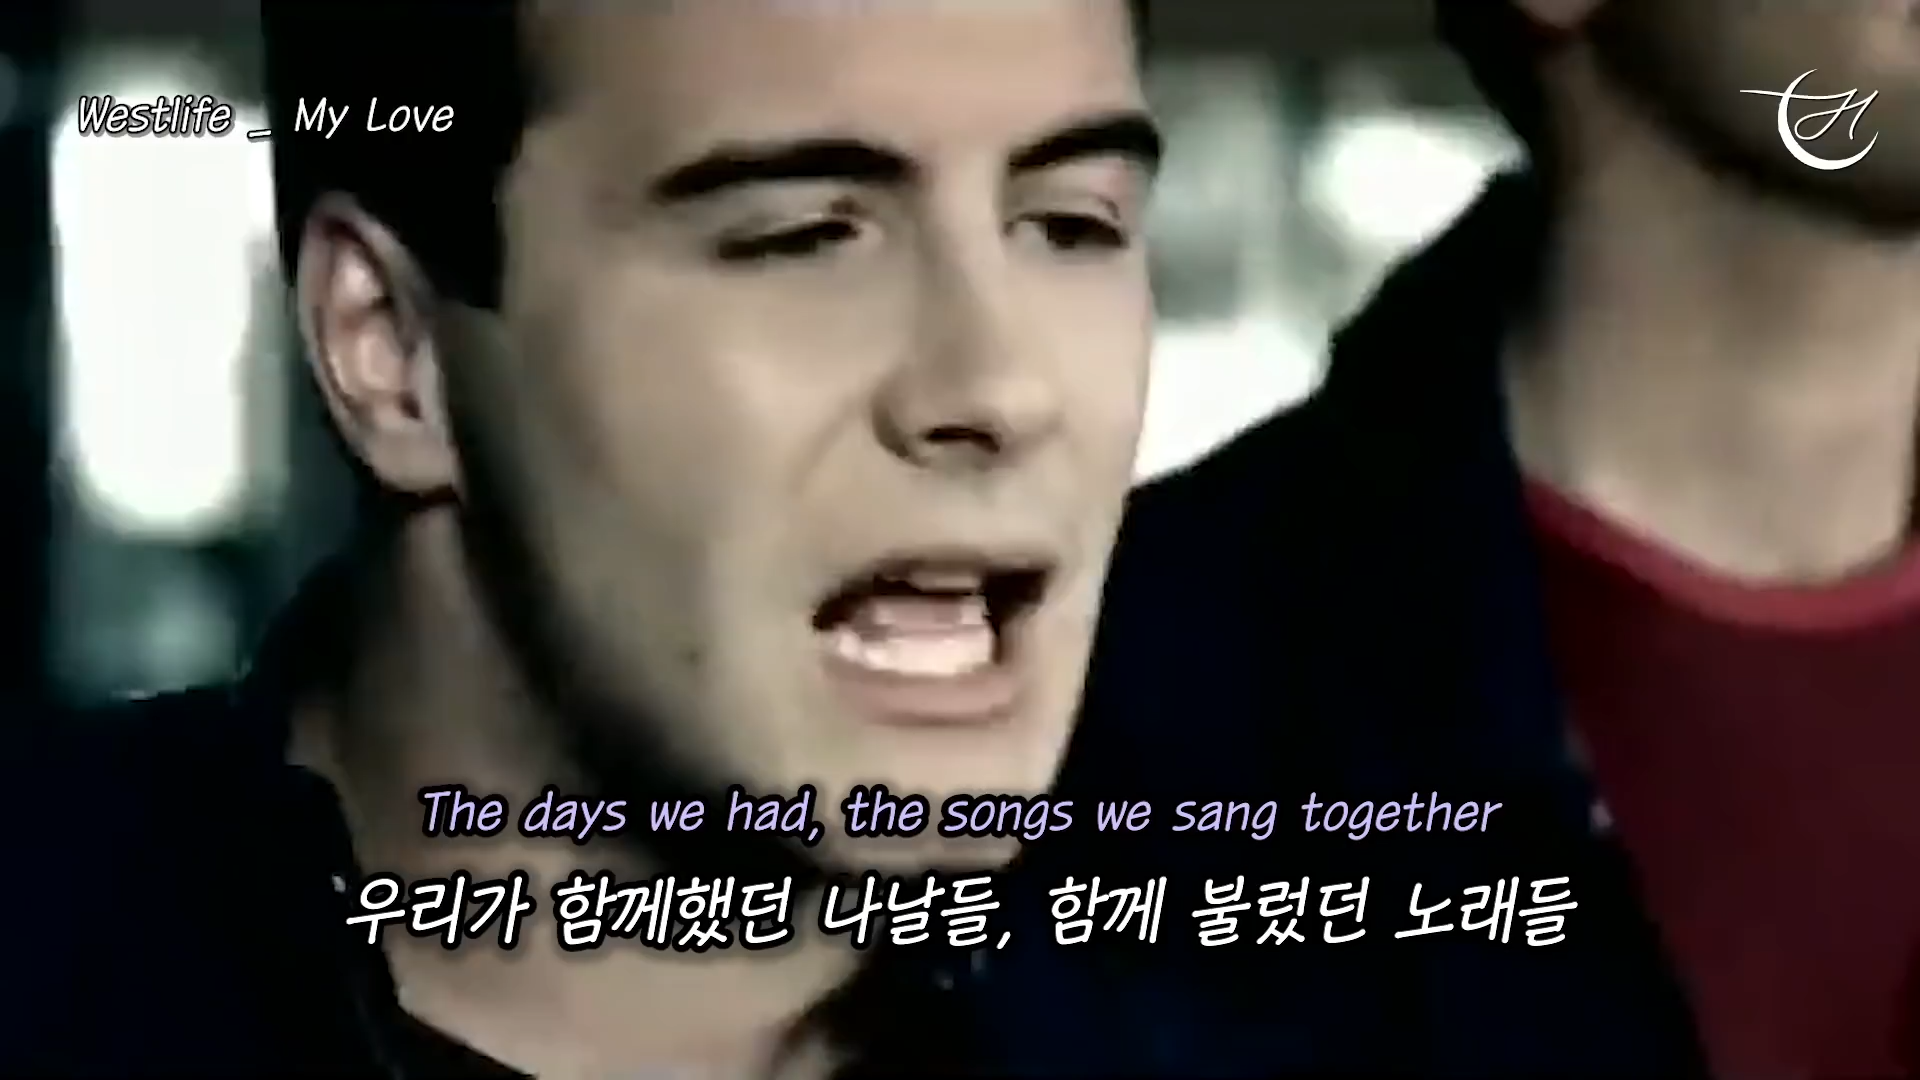 Westlife _ My Love
The days we had, the songs we sang together
우리가 함께했던 나날들, 함께 불렀던 노래들